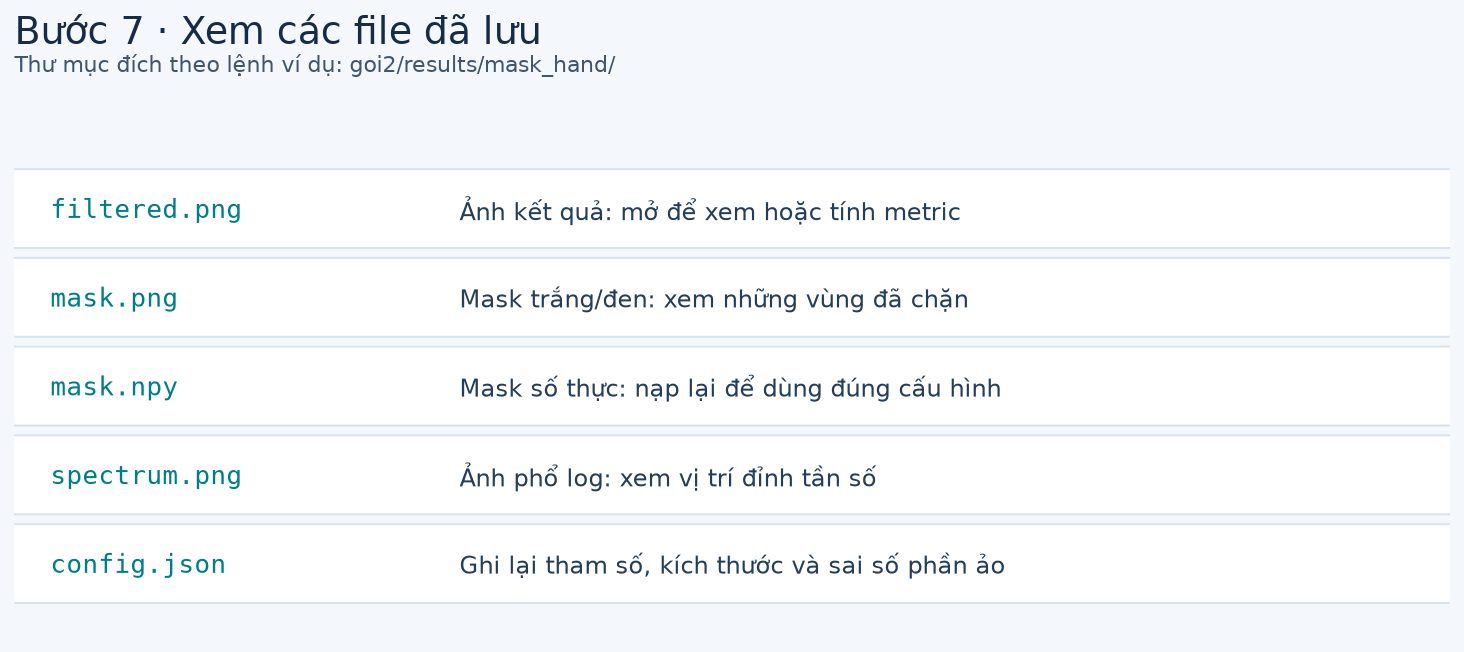 Bước 7 · Xem các file đã lưu
Thư mục đích theo lệnh ví dụ: goi2/results/mask_hand/
filtered.png Ảnh kết quả: mở để xem hoặc tính metric
mask.png Mask trắng/đen: xem những vùng đã chặn
mask.npy Mask số thực: nạp lại để dùng đúng cấu hình
spectrum.png Ảnh phổ log: xem vị trí đỉnh tần số
config.json Ghi lại tham số, kích thước và sai số phần ảo